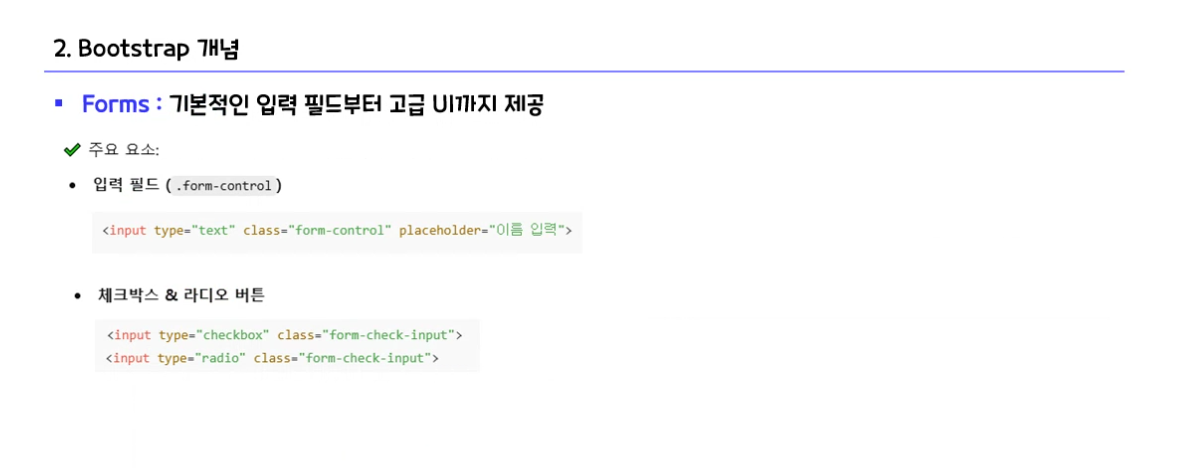 2. Bootstrap 개념
▪ Forms : 기본적인 입력 필드부터 고급 UI까지 제공
✔ 주요 요소:
• 입력 필드 (.form-control)
<input type="text" class="form-control" placeholder="이름 입력">
• 체크박스 & 라디오 버튼
<input type="checkbox" class="form-check-input">
<input type="radio" class="form-check-input">